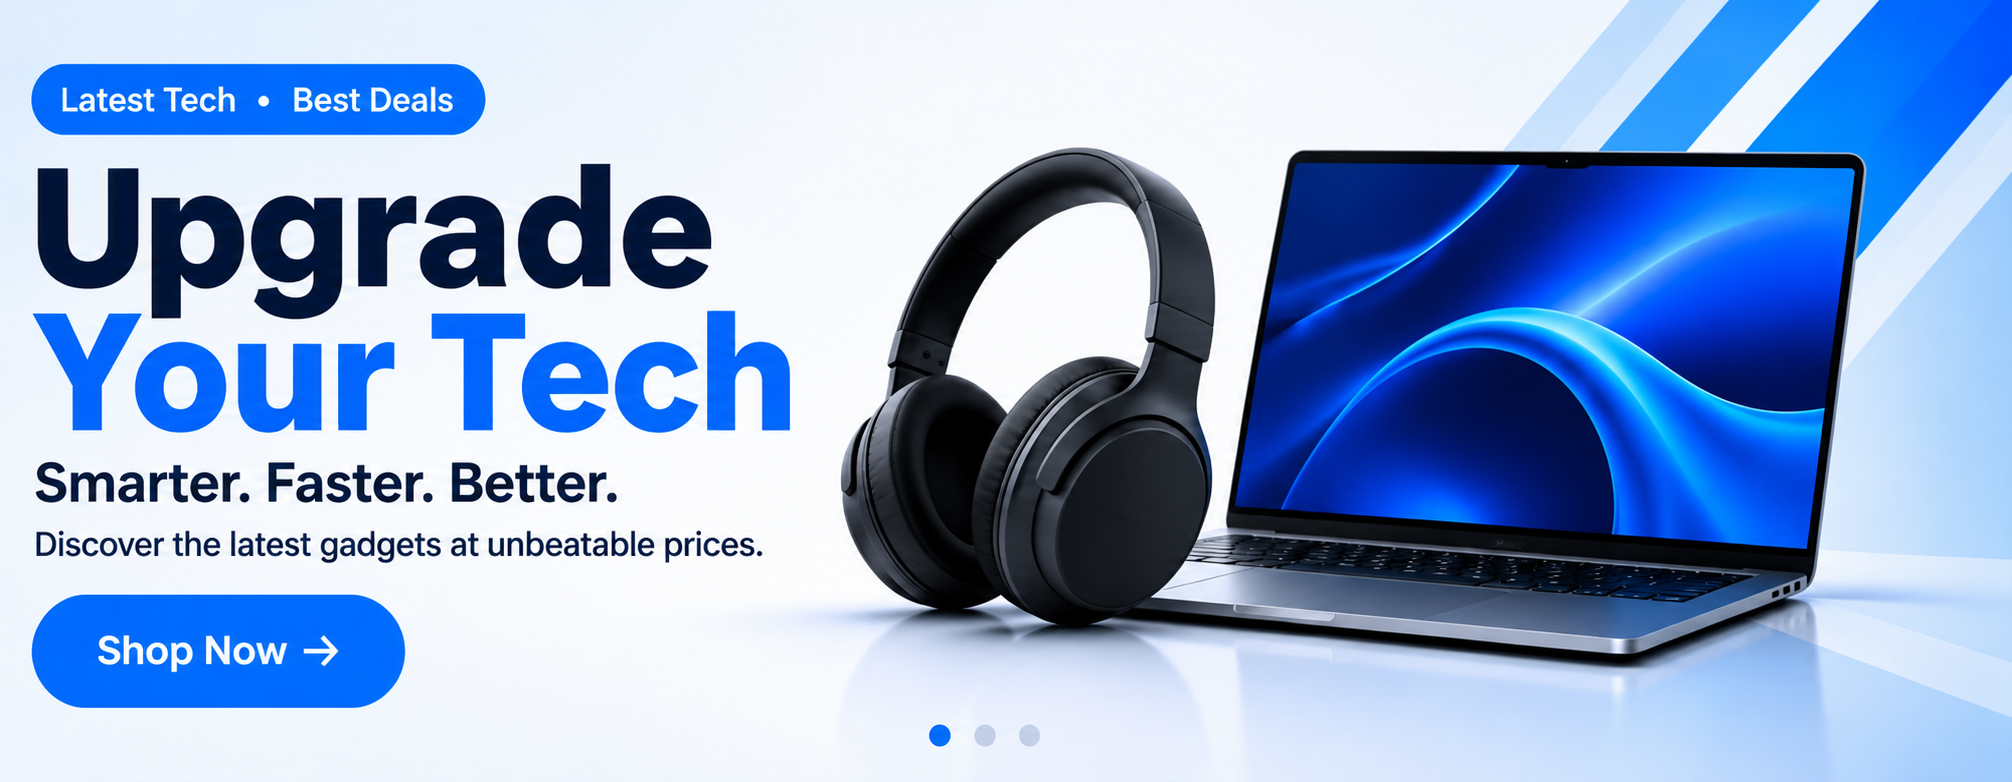 Latest Tech • Best Deals
Upgrade
Your Tech
Smarter. Faster. Better.
Discover the latest gadgets at unbeatable prices.
Shop Now →